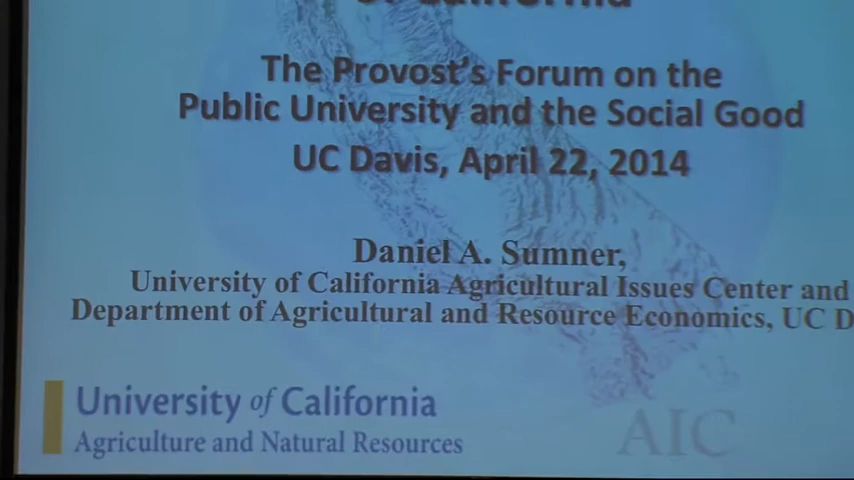 of California
The Provost's Forum on the
Public University and the Social Good
UC Davis, April 22, 2014
Daniel A. Sumner,
University of California Agricultural Issues Center and
Department of Agricultural and Resource Economics, UC D
University of California
Agriculture and Natural Resources
AIC